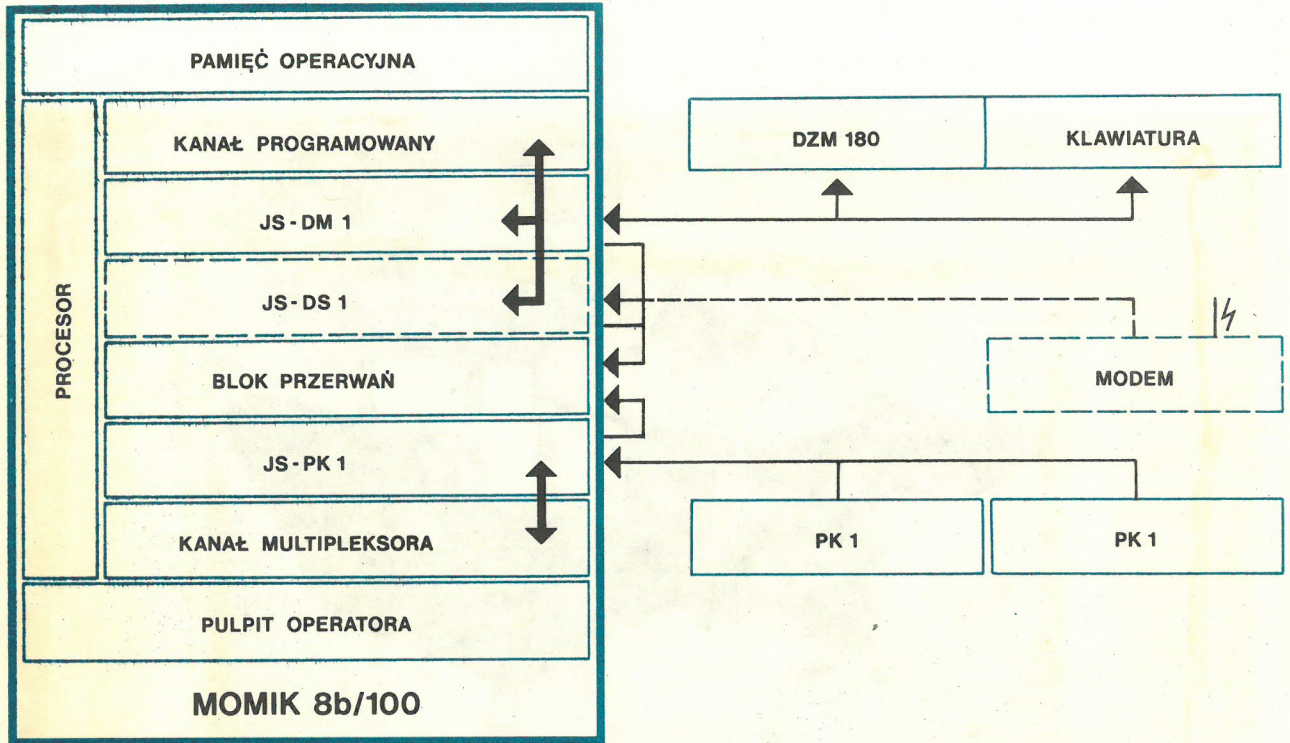 PAMIĘĆ OPERACYJNA
PROCESOR
KANAŁ PROGRAMOWANY
JS-DM 1
JS-DS 1
BLOK PRZERWAŃ
JS-PK 1
KANAŁ MULTIPLEKSORA
PULPIT OPERATORA
MOMIK 8b/100
DZM 180
KLAWIATURA
MODEM
PK 1
PK 1